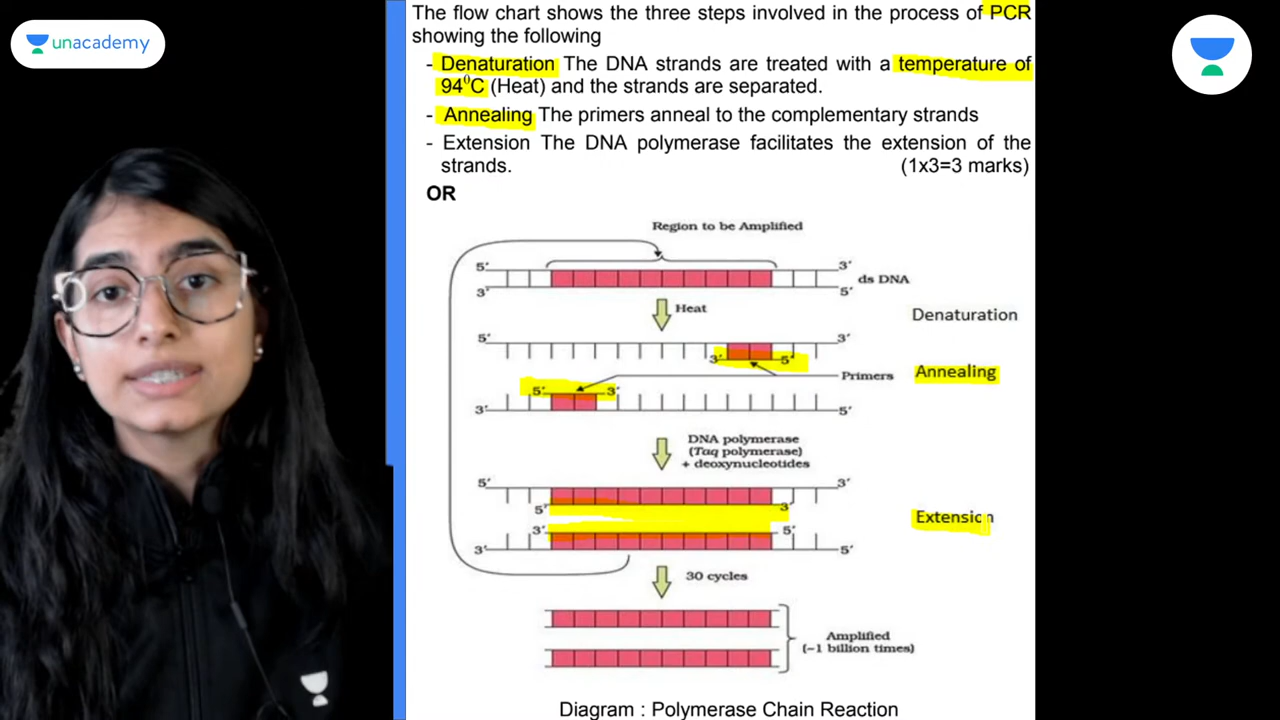 unacademy
The flow chart shows the three steps involved in the process of PCR
showing the following
- Denaturation The DNA strands are treated with a temperature of
94⁰C (Heat) and the strands are separated.
- Annealing The primers anneal to the complementary strands
- Extension The DNA polymerase facilitates the extension of the
strands. (1x3=3 marks)
OR
Region to be Amplified
5′ 3′
ds DNA
3′ 5′
Heat
Denaturation
5′ 3′
3′ 5′
Primers
Annealing
5′ 3′
3′ 5′
DNA polymerase
(Taq polymerase)
+ deoxynucleotides
5′ 3′
5′ 3′
Extension
3′ 5′
3′ 5′
30 cycles
Amplified
(~1 billion times)
Diagram : Polymerase Chain Reaction